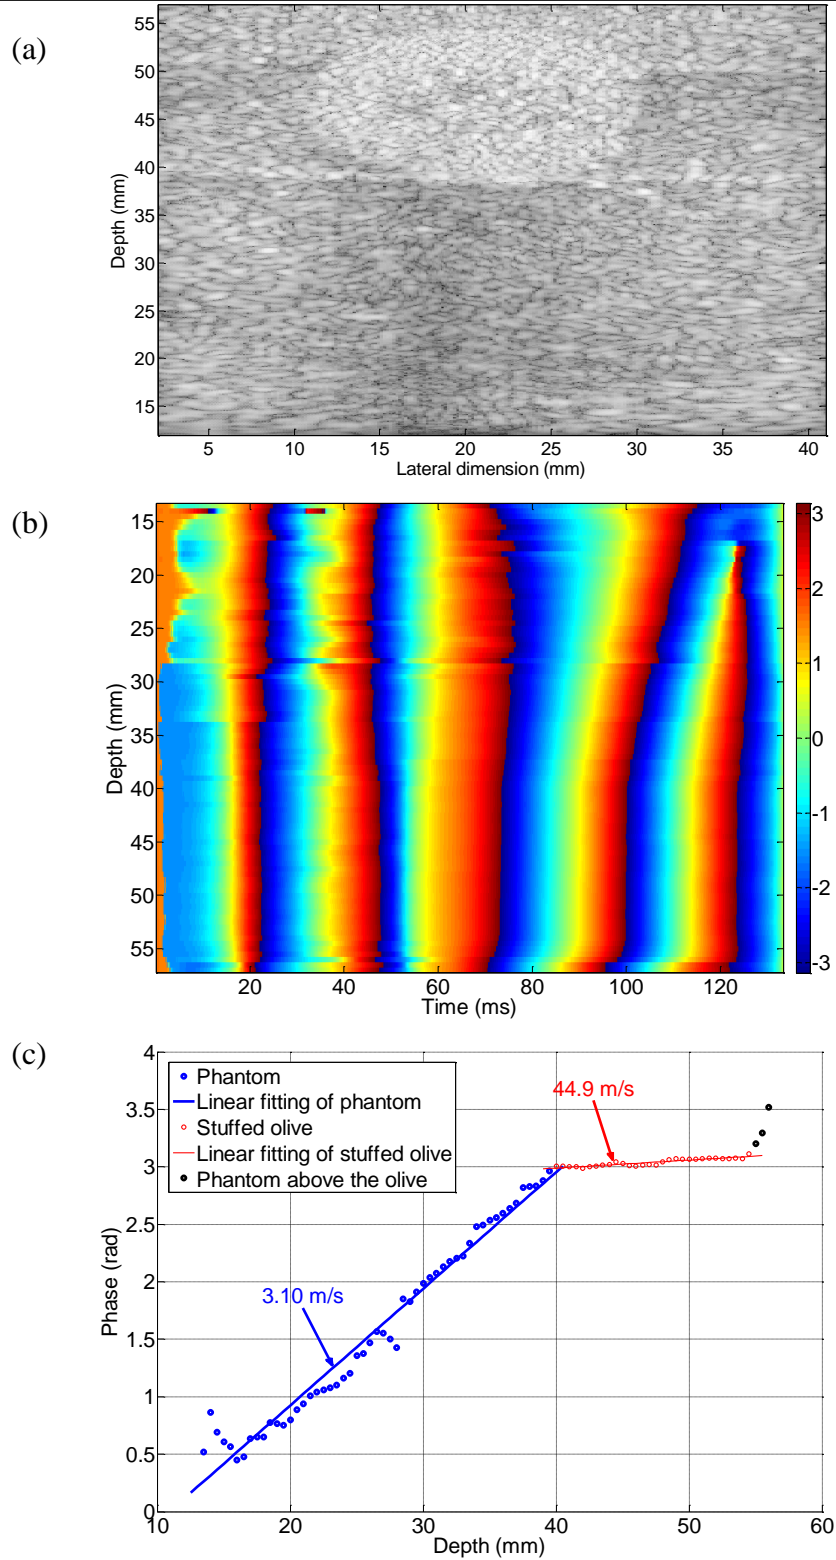 (a)
55
50
45
40
35
30
25
20
15
Depth (mm)
5 10 15 20 25 30 35 40
Lateral dimension (mm)
(b)
15
20
25
30
35
40
45
50
55
Depth (mm)
20 40 60 80 100 120
Time (ms)
3
2
1
0
-1
-2
-3
(c)
4
3.5
3
2.5
2
1.5
1
0.5
0
Phase (rad)
Phantom
Linear fitting of phantom
Stuffed olive
Linear fitting of stuffed olive
Phantom above the olive
44.9 m/s
3.10 m/s
10 20 30 40 50 60
Depth (mm)